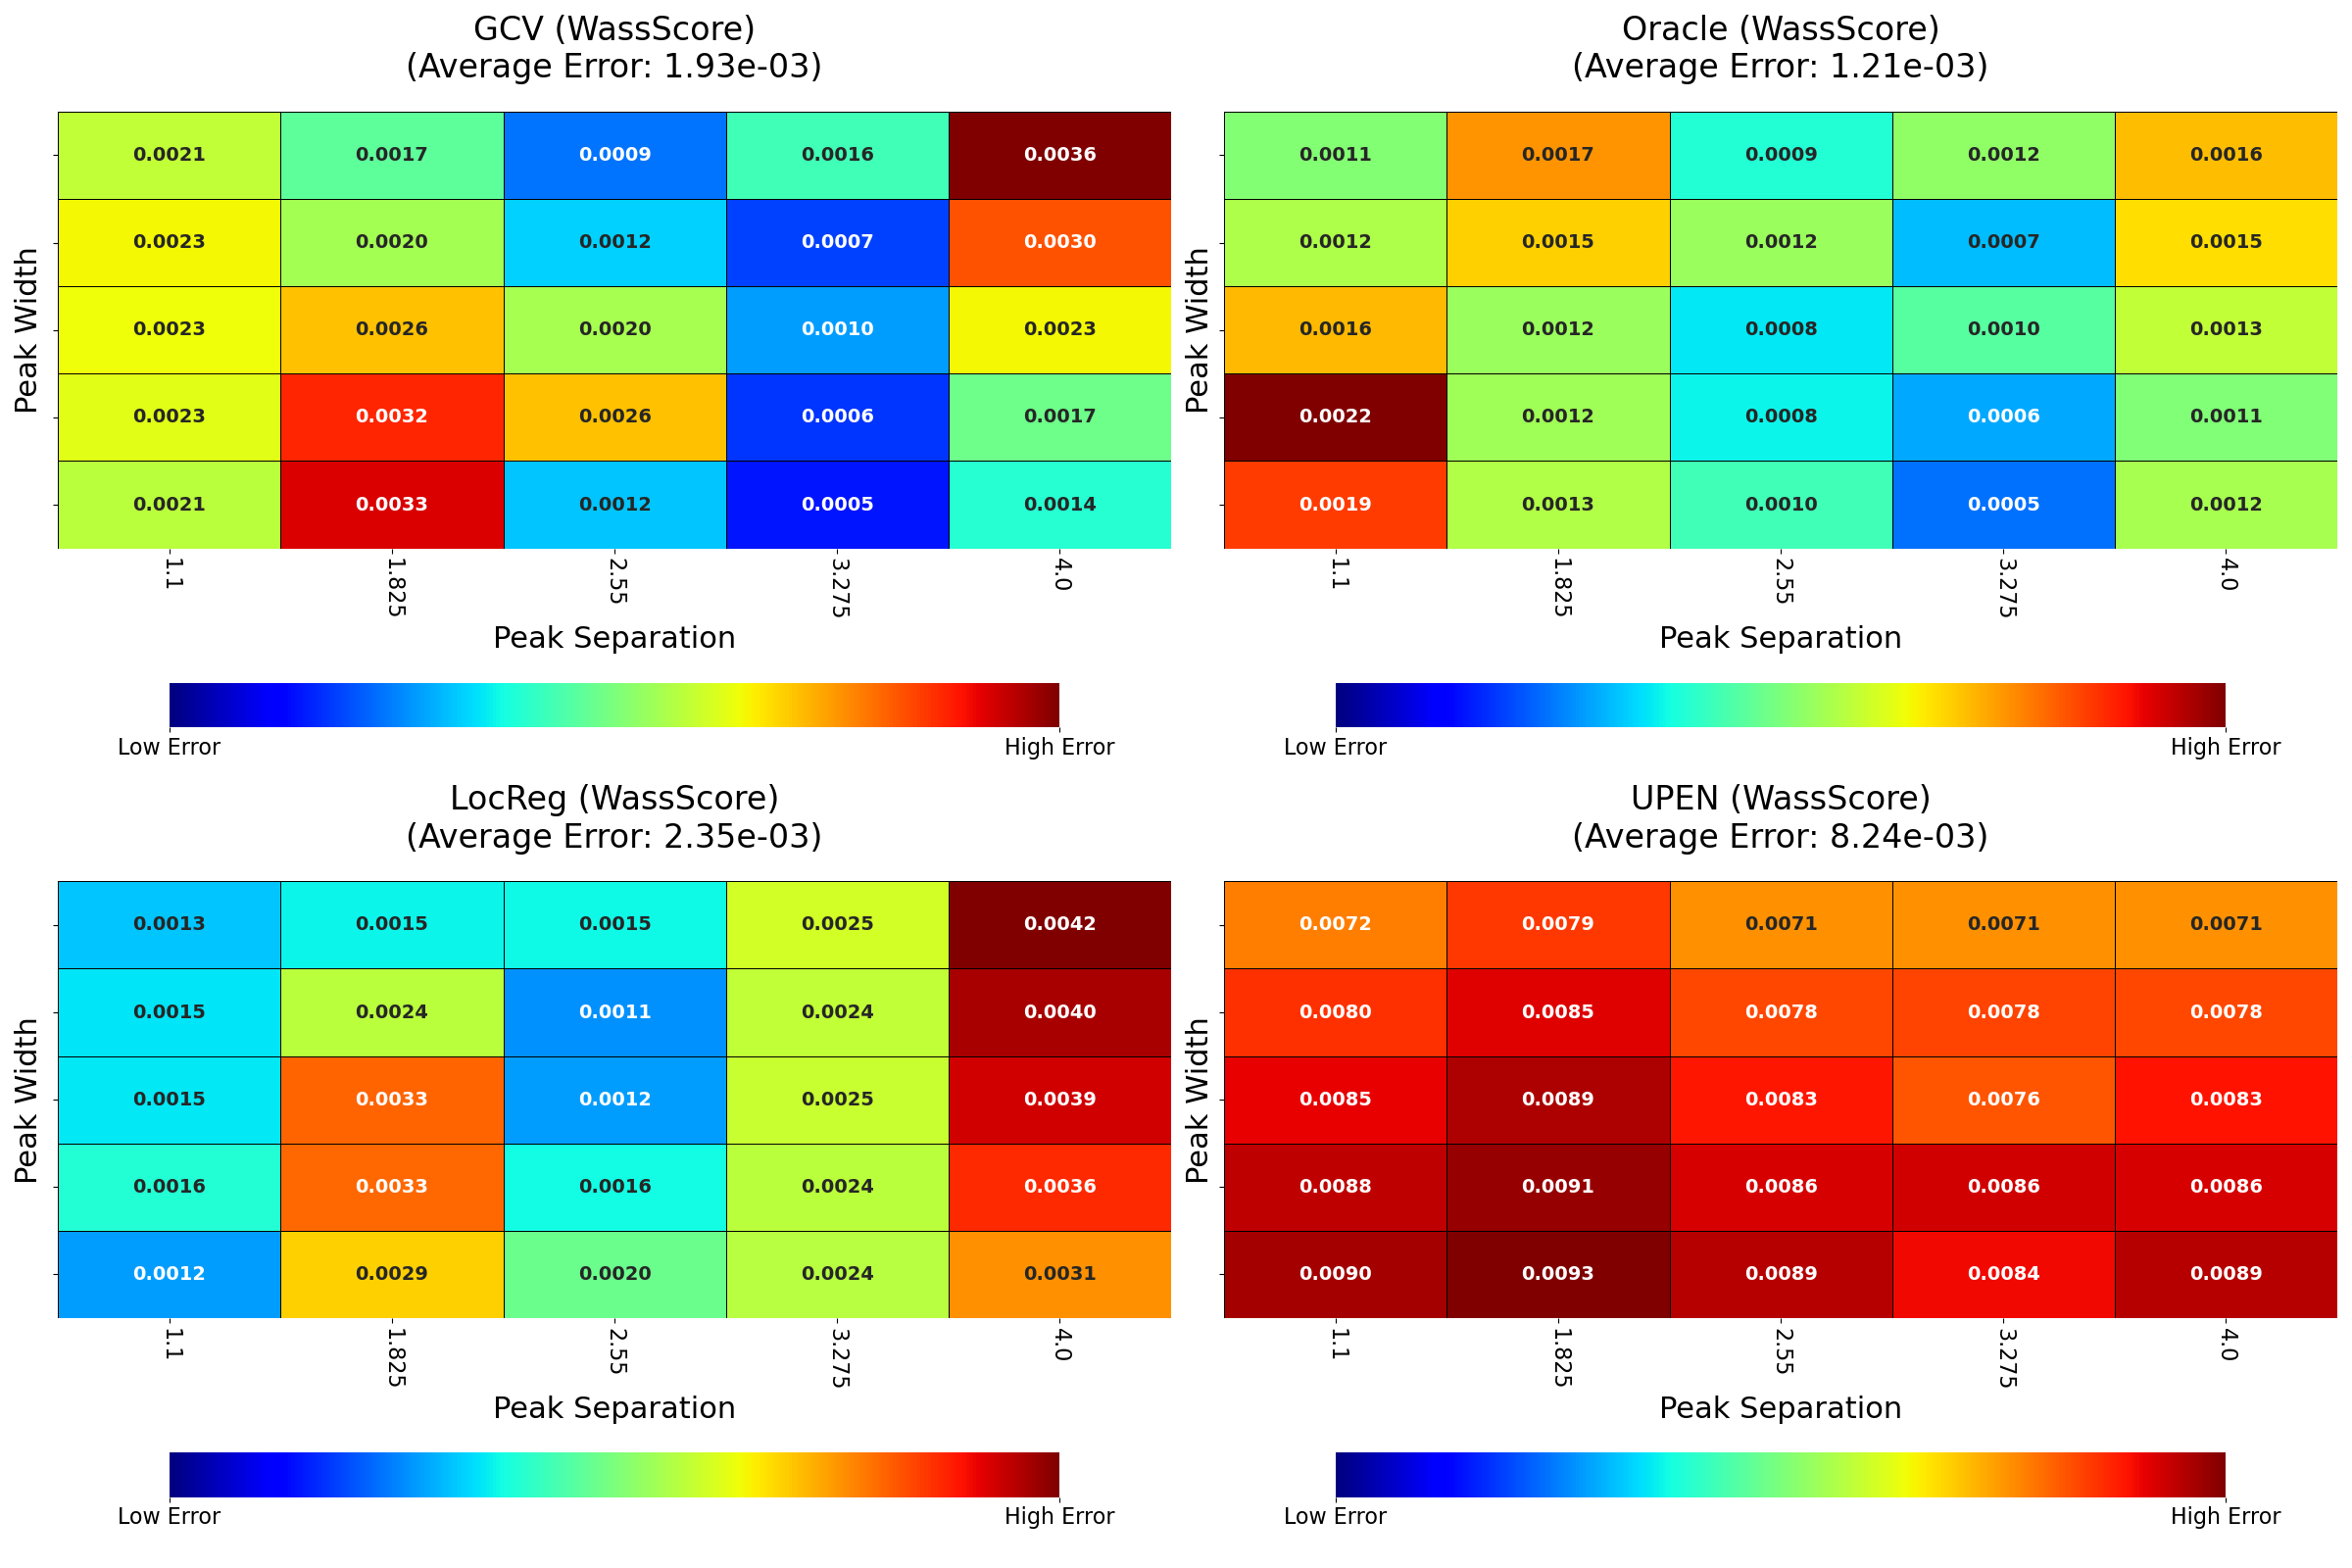 GCV (WassScore)
(Average Error: 1.93e-03)
Peak Width
0.0021 0.0017 0.0009 0.0016 0.0036
0.0023 0.0020 0.0012 0.0007 0.0030
0.0023 0.0026 0.0020 0.0010 0.0023
0.0023 0.0032 0.0026 0.0006 0.0017
0.0021 0.0033 0.0012 0.0005 0.0014
1.1 1.825 2.55 3.275 4.0
Peak Separation
Low Error High Error
Oracle (WassScore)
(Average Error: 1.21e-03)
Peak Width
0.0011 0.0017 0.0009 0.0012 0.0016
0.0012 0.0015 0.0012 0.0007 0.0015
0.0016 0.0012 0.0008 0.0010 0.0013
0.0022 0.0012 0.0008 0.0006 0.0011
0.0019 0.0013 0.0010 0.0005 0.0012
1.1 1.825 2.55 3.275 4.0
Peak Separation
Low Error High Error
LocReg (WassScore)
(Average Error: 2.35e-03)
Peak Width
0.0013 0.0015 0.0015 0.0025 0.0042
0.0015 0.0024 0.0011 0.0024 0.0040
0.0015 0.0033 0.0012 0.0025 0.0039
0.0016 0.0033 0.0016 0.0024 0.0036
0.0012 0.0029 0.0020 0.0024 0.0031
1.1 1.825 2.55 3.275 4.0
Peak Separation
Low Error High Error
UPEN (WassScore)
(Average Error: 8.24e-03)
Peak Width
0.0072 0.0079 0.0071 0.0071 0.0071
0.0080 0.0085 0.0078 0.0078 0.0078
0.0085 0.0089 0.0083 0.0076 0.0083
0.0088 0.0091 0.0086 0.0086 0.0086
0.0090 0.0093 0.0089 0.0084 0.0089
1.1 1.825 2.55 3.275 4.0
Peak Separation
Low Error High Error